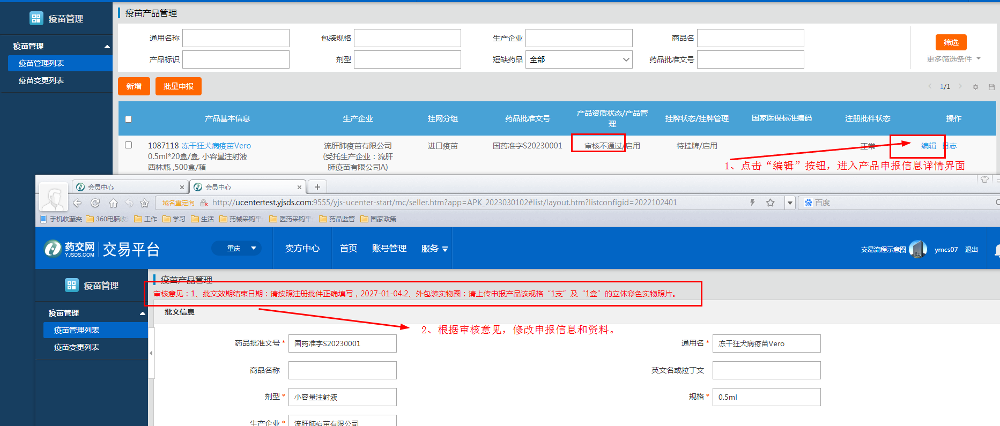 疫苗管理
疫苗管理
疫苗管理列表
疫苗变更列表
疫苗产品管理
通用名称 包装规格 生产企业 商品名
筛选
产品标识 剂型 短缺药品 全部 药品批准文号
更多筛选条件
新增 批量申报
1/1
产品基本信息 生产企业 挂网分组 药品批准文号 产品资质状态/产品管理 挂牌状态/挂牌管理 国家医保标准编码 注册批件状态 操作
1087118 冻干狂犬病疫苗Vero
0.5ml*20盒/盒, 小容量注射液
西林瓶 ,500盒/箱
流肝肺疫苗有限公司
(受托生产企业：流肝
肺疫苗有限公司A)
进口疫苗
国药准字S20230001
审核不通过/启用
待挂牌/启用
正常
编辑 日志
1、点击“编辑”按钮，进入产品申报信息详情界面
会员中心 会员中心
域名重定向 http://ucentertest.yjsds.com:9555/yjs-ucenter-start/mc/seller.htm?app=APK_2023030102#list/layout.htm?listconfigid=2022102401
百度
手机收藏夹 360电脑收 工作 学习 生活 药械采购平 医药采购平 药品监管 国家政策
药交网
YJSDS.COM
交易平台
重庆 卖方中心 首页 账号管理 服务
交易流程示意图 ymcs07 退出
疫苗管理
疫苗管理
疫苗管理列表
疫苗变更列表
疫苗产品管理
审核意见：1、批文效期结束日期：请按照注册批件正确填写，2027-01-04.2、外包装实物图：请上传申报产品该规格“1支”及“1盒”的立体彩色实物照片。
批文信息
2、根据审核意见，修改申报信息和资料。
药品批准文号 * 国药准字S20230001
通用名 * 冻干狂犬病疫苗Vero
商品名称
英文名或拉丁文
剂型 * 小容量注射液
规格 * 0.5ml
生产企业 * 流肝肺疫苗有限公司